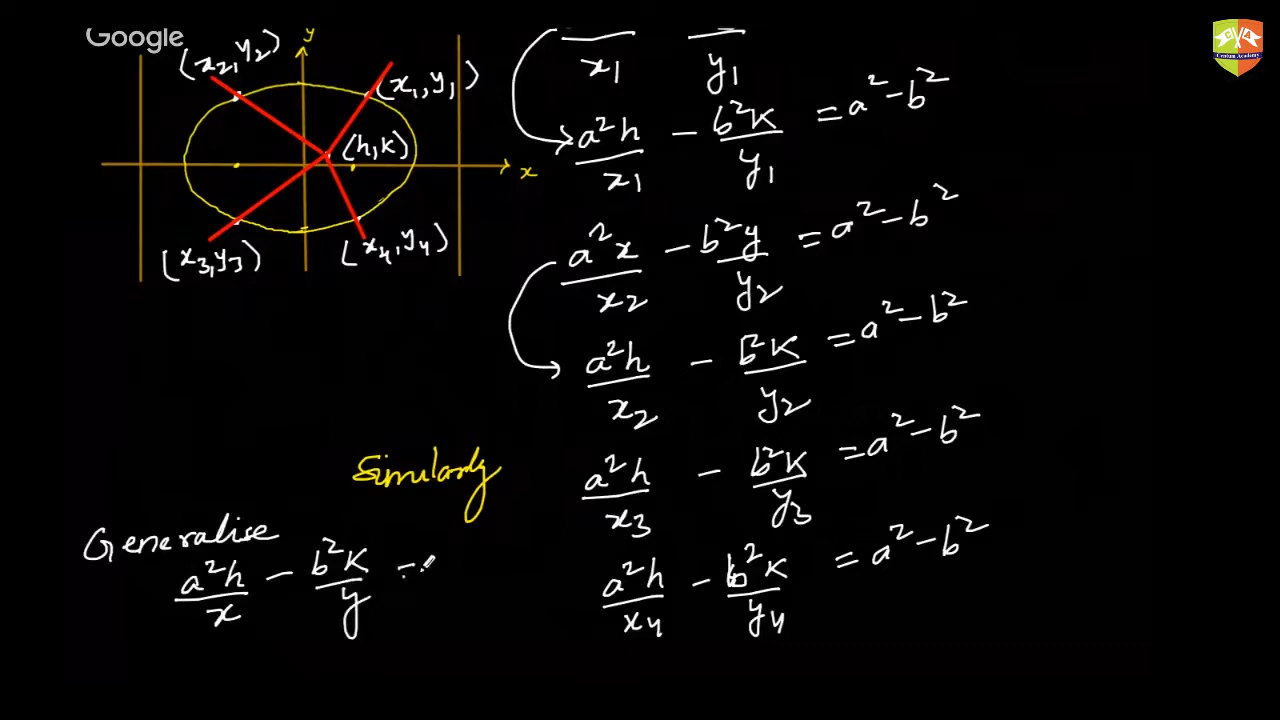 Google
y
(x₂,y₂)
(x₁,y₁)
(h,k)
x
(x₃,y₃)
(x₄,y₄)
x₁ y₁
a²h/x₁ - b²k/y₁ = a²-b²
a²x/x₂ - b²y/y₂ = a²-b²
a²h/x₂ - b²k/y₂ = a²-b²
Similarly
a²h/x₃ - b²k/y₃ = a²-b²
a²h/x₄ - b²k/y₄ = a²-b²
Generalise
a²h/x - b²k/y =